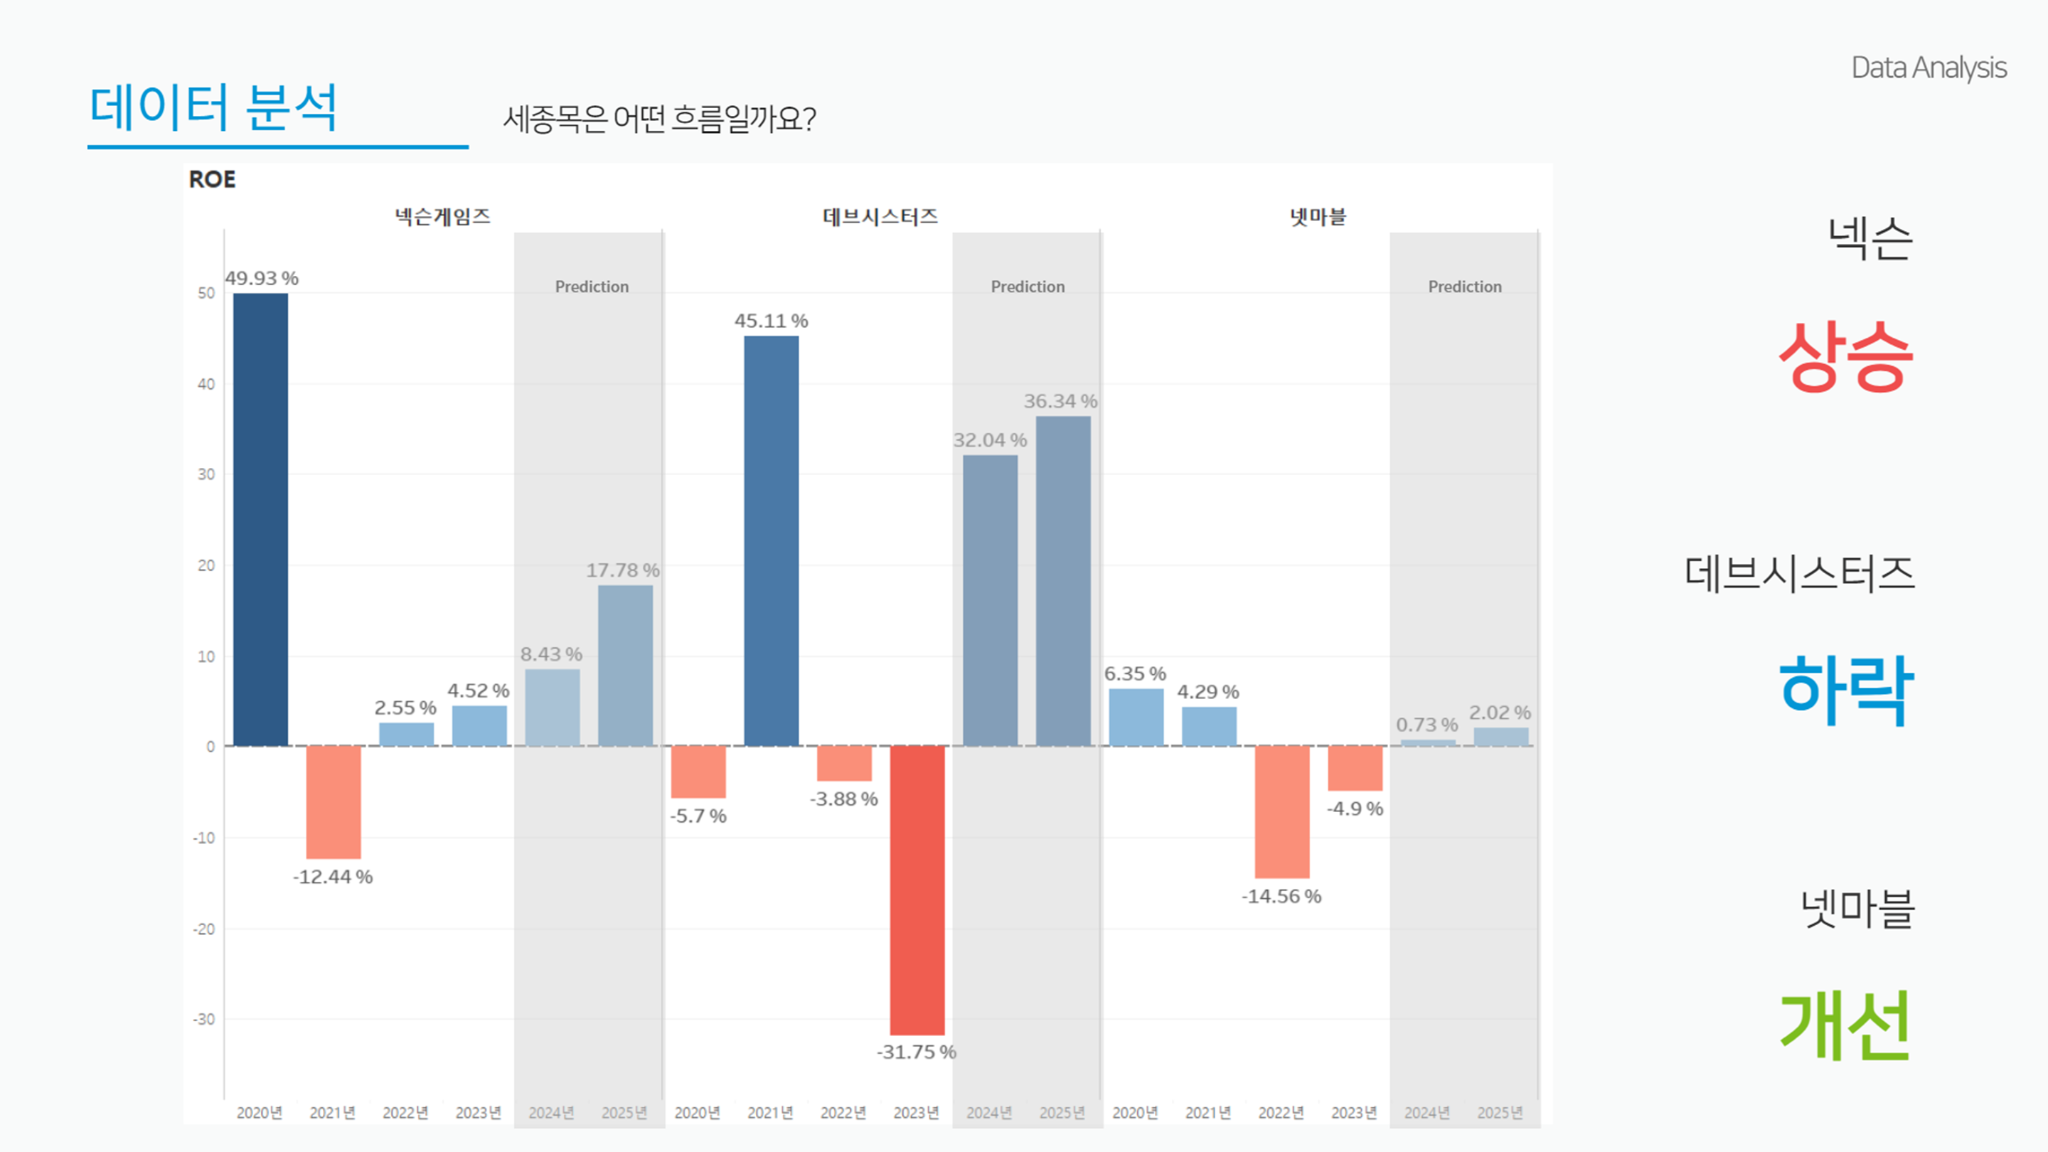 Data Analysis
데이터 분석
세종목은 어떤 흐름일까요?
ROE
넥슨게임즈
데브시스터즈
넷마블
Prediction
Prediction
Prediction
50
40
30
20
10
0
-10
-20
-30
49.93 %
-12.44 %
2.55 %
4.52 %
8.43 %
17.78 %
-5.7 %
45.11 %
-3.88 %
-31.75 %
32.04 %
36.34 %
6.35 %
4.29 %
-14.56 %
-4.9 %
0.73 %
2.02 %
2020년 2021년 2022년 2023년 2024년 2025년 2020년 2021년 2022년 2023년 2024년 2025년 2020년 2021년 2022년 2023년 2024년 2025년
넥슨
상승
데브시스터즈
하락
넷마블
개선